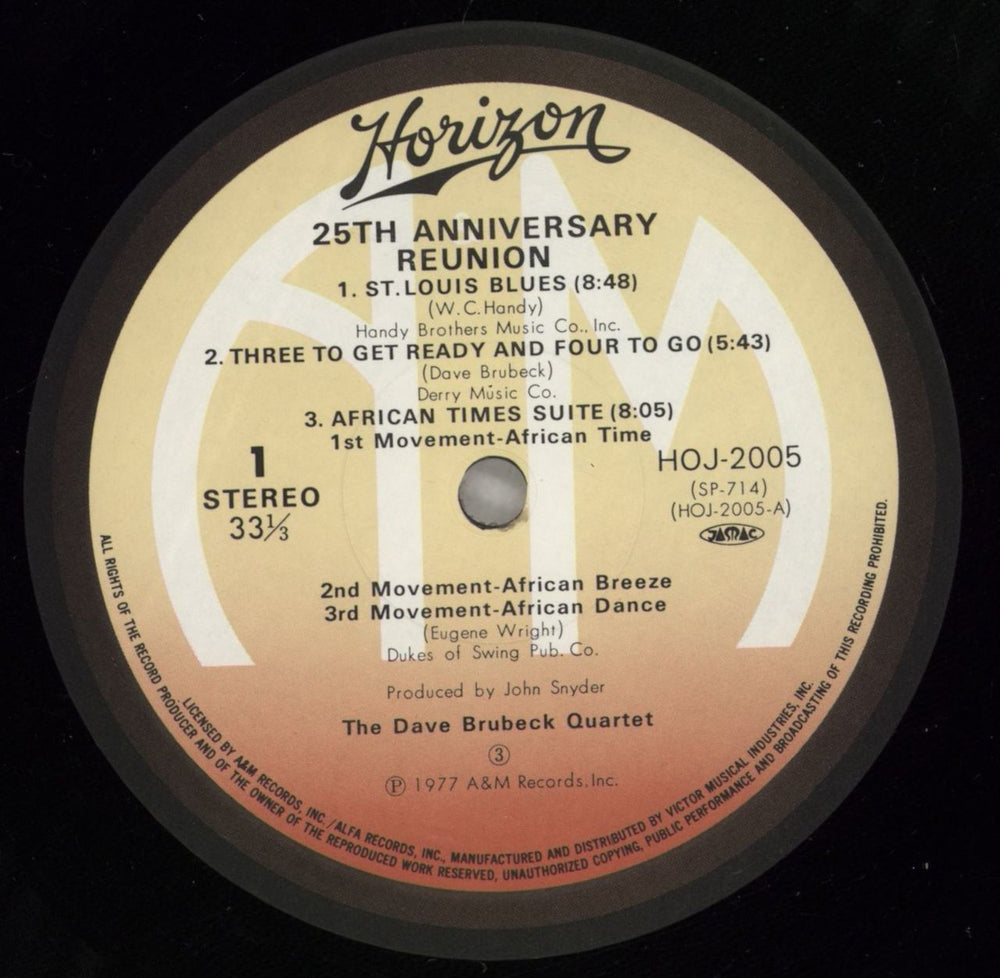 Horizon
25TH ANNIVERSARY
REUNION
1. ST.LOUIS BLUES (8:48)
(W.C.Handy)
Handy Brothers Music Co., Inc.
2. THREE TO GET READY AND FOUR TO GO (5:43)
(Dave Brubeck)
Derry Music Co.
3. AFRICAN TIMES SUITE (8:05)
1st Movement-African Time
1
STEREO
33⅓
HOJ-2005
(SP-714)
(HOJ-2005-A)
JASRAC
2nd Movement-African Breeze
3rd Movement-African Dance
(Eugene Wright)
Dukes of Swing Pub. Co.
Produced by John Snyder
The Dave Brubeck Quartet
③
Ⓟ 1977 A&M Records.Inc.
ALL RIGHTS OF THE RECORD PRODUCER AND OF THE OWNER OF THE REPRODUCED WORK RESERVED, UNAUTHORIZED COPYING, PUBLIC PERFORMANCE AND BROADCASTING OF THIS RECORDING PROHIBITED.
LICENSED BY A&M RECORDS, INC./ALFA RECORDS, INC., MANUFACTURED AND DISTRIBUTED BY VICTOR MUSICAL INDUSTRIES, INC.
A&M